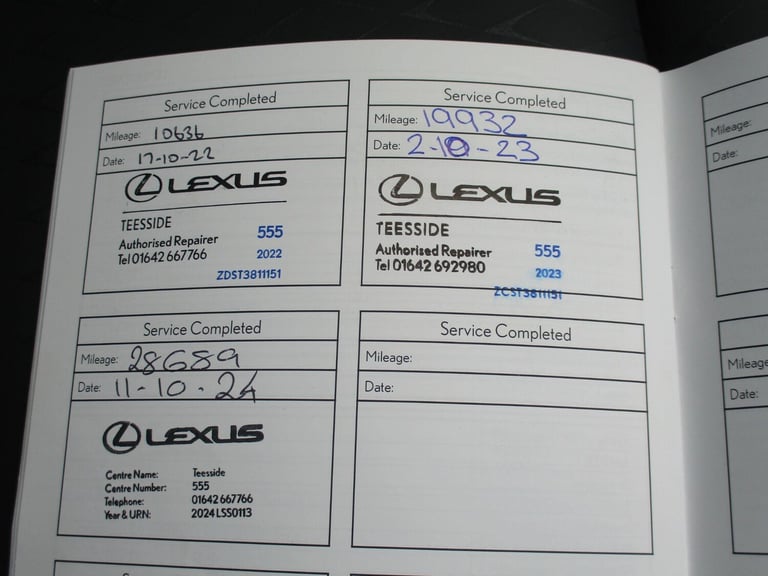 Service Completed
Mileage: 10636
Date: 17-10-22
LEXUS
TEESSIDE
Authorised Repairer 555
Tel 01642 667766 2022
ZDST3811151
Service Completed
Mileage: 19932
Date: 2-10-23
LEXUS
TEESSIDE
Authorised Repairer 555
Tel 01642 692980 2023
ZCST3811151
Service Completed
Mileage: 28689
Date: 11-10-24
LEXUS
Centre Name: Teesside
Centre Number: 555
Telephone: 01642 667766
Year & URN: 2024 LSS0113
Service Completed
Mileage:
Date:
Mileage:
Date:
Mileage:
Date: